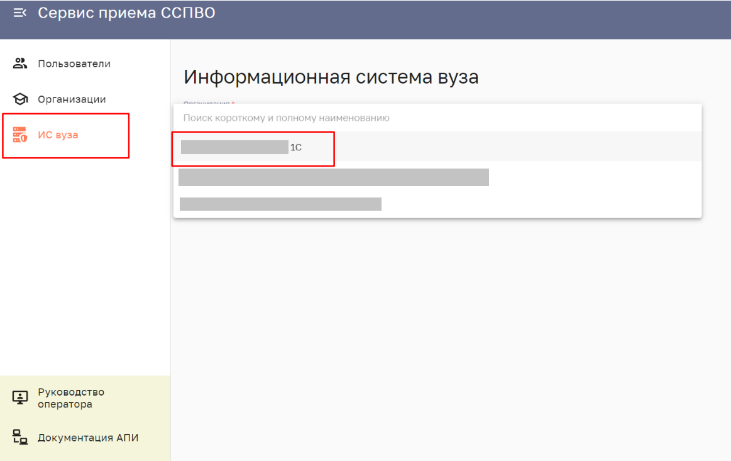 Сервис приема ССПВО
Пользователи
Организации
ИС вуза
Информационная система вуза
Организация *
Поиск короткому и полному наименованию
1С
Руководство
оператора
Документация АПИ